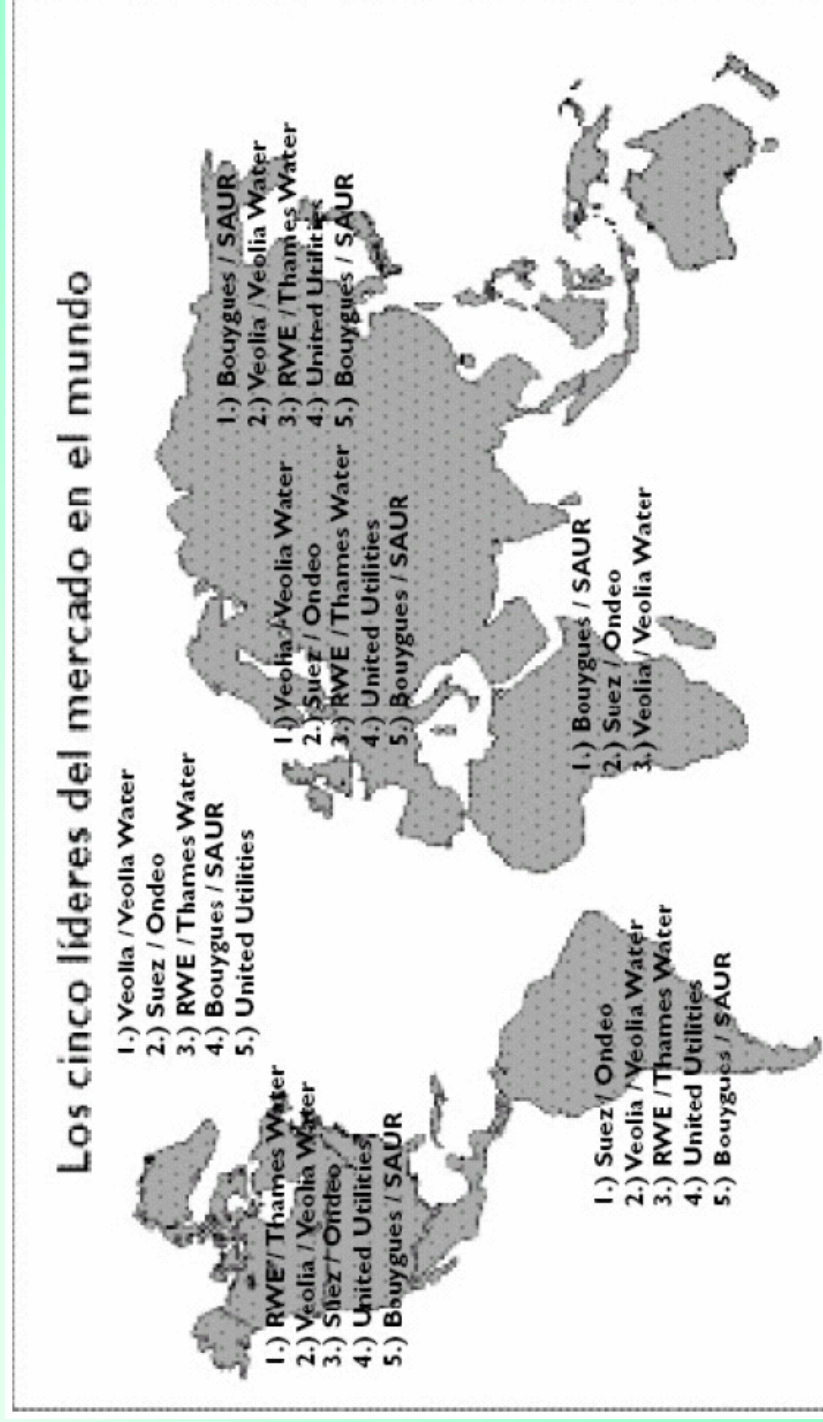 Los cinco líderes del mercado en el mundo
1.) Veolia / Veolia Water
2.) Suez / Ondeo
3.) RWE / Thames Water
4.) Bouygues / SAUR
5.) United Utilities
1.) RWE / Thames Water
2.) Veolia / Veolia Water
3.) Suez / Ondeo
4.) United Utilities
5.) Bouygues / SAUR
1.) Veolia / Veolia Water
2.) Suez / Ondeo
3.) RWE / Thames Water
4.) United Utilities
5.) Bouygues / SAUR
1.) Bouygues / SAUR
2.) Veolia / Veolia Water
3.) RWE / Thames Water
4.) United Utilities
5.) Bouygues / SAUR
1.) Suez / Ondeo
2.) Veolia / Veolia Water
3.) RWE / Thames Water
4.) United Utilities
5.) Bouygues / SAUR
1.) Bouygues / SAUR
2.) Suez / Ondeo
3.) Veolia / Veolia Water